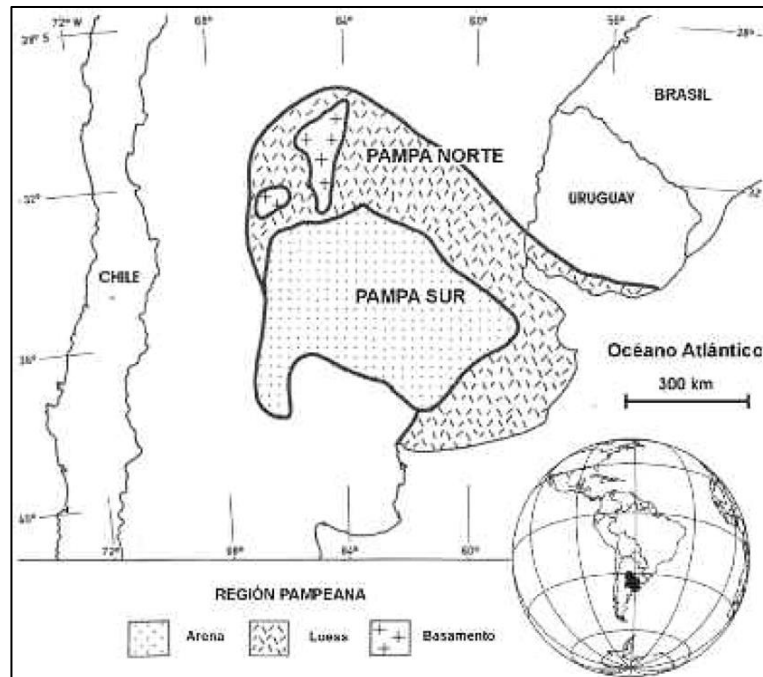 72° W
68
64
60
56
28° S
28°
BRASIL
PAMPA NORTE
32°
32
URUGUAY
CHILE
PAMPA SUR
36°
Océano Atlántico
300 km
40°
72°
68
64
60
REGIÓN PAMPEANA
Arena
Loess
Basamento